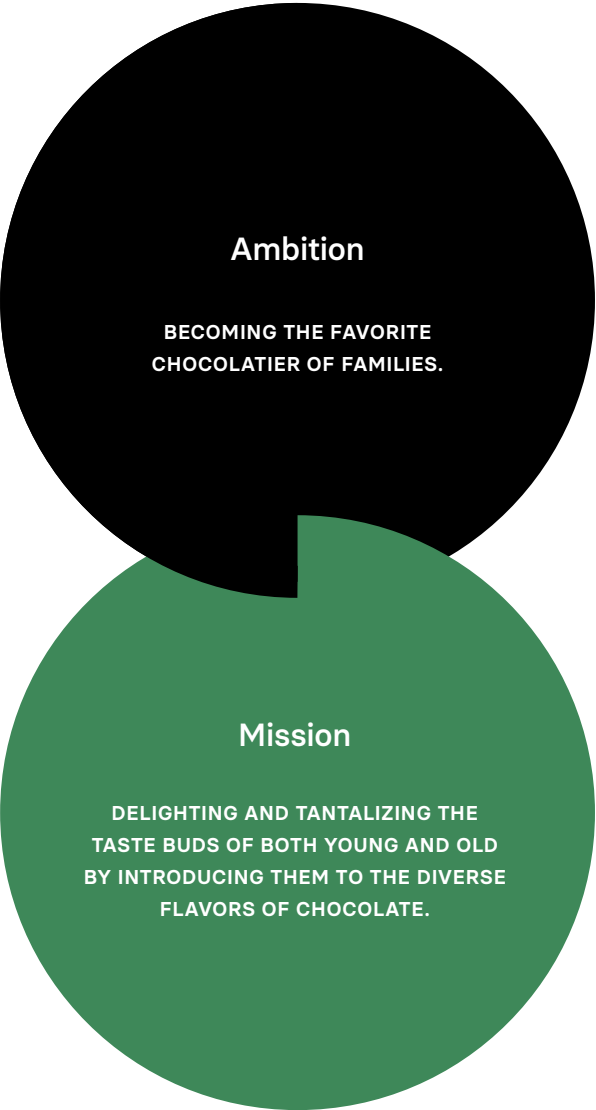 Ambition
BECOMING THE FAVORITE
CHOCOLATIER OF FAMILIES.
Mission
DELIGHTING AND TANTALIZING THE
TASTE BUDS OF BOTH YOUNG AND OLD
BY INTRODUCING THEM TO THE DIVERSE
FLAVORS OF CHOCOLATE.